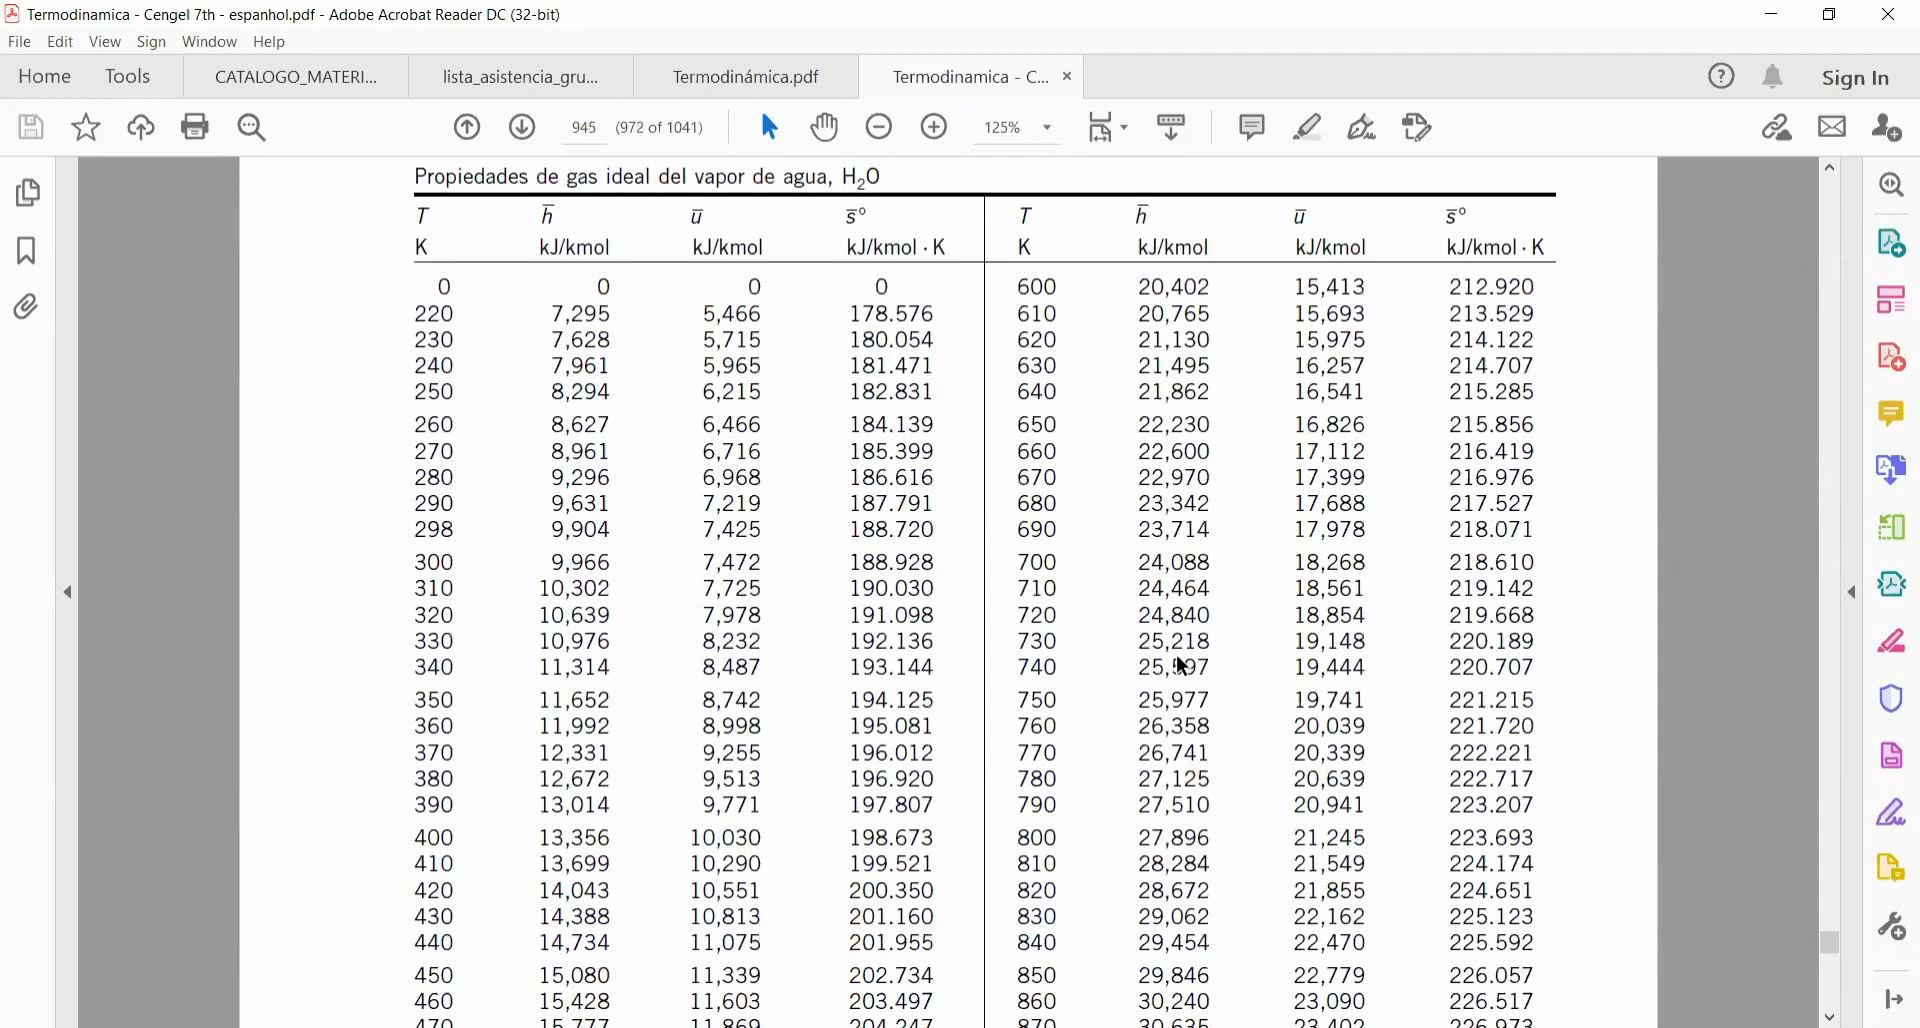 Termodinamica - Cengel 7th - espanhol.pdf - Adobe Acrobat Reader DC (32-bit)
File Edit View Sign Window Help
Home Tools CATALOGO_MATERI... lista_asistencia_gru... Termodinámica.pdf Termodinamica - C... × Sign In
945 (972 of 1041) 125%
Propiedades de gas ideal del vapor de agua, H₂O
T h̅ u̅ s̅° T h̅ u̅ s̅°
K kJ/kmol kJ/kmol kJ/kmol · K K kJ/kmol kJ/kmol kJ/kmol · K
0 0 0 0 600 20,402 15,413 212.920
220 7,295 5,466 178.576 610 20,765 15,693 213.529
230 7,628 5,715 180.054 620 21,130 15,975 214.122
240 7,961 5,965 181.471 630 21,495 16,257 214.707
250 8,294 6,215 182.831 640 21,862 16,541 215.285
260 8,627 6,466 184.139 650 22,230 16,826 215.856
270 8,961 6,716 185.399 660 22,600 17,112 216.419
280 9,296 6,968 186.616 670 22,970 17,399 216.976
290 9,631 7,219 187.791 680 23,342 17,688 217.527
298 9,904 7,425 188.720 690 23,714 17,978 218.071
300 9,966 7,472 188.928 700 24,088 18,268 218.610
310 10,302 7,725 190.030 710 24,464 18,561 219.142
320 10,639 7,978 191.098 720 24,840 18,854 219.668
330 10,976 8,232 192.136 730 25,218 19,148 220.189
340 11,314 8,487 193.144 740 19,444 220.707
350 11,652 8,742 194.125 750 25,977 19,741 221.215
360 11,992 8,998 195.081 760 26,358 20,039 221.720
370 12,331 9,255 196.012 770 26,741 20,339 222.221
380 12,672 9,513 196.920 780 27,125 20,639 222.717
390 13,014 9,771 197.807 790 27,510 20,941 223.207
400 13,356 10,030 198.673 800 27,896 21,245 223.693
410 13,699 10,290 199.521 810 28,284 21,549 224.174
420 14,043 10,551 200.350 820 28,672 21,855 224.651
430 14,388 10,813 201.160 830 29,062 22,162 225.123
440 14,734 11,075 201.955 840 29,454 22,470 225.592
450 15,080 11,339 202.734 850 29,846 22,779 226.057
460 15,428 11,603 203.497 860 30,240 23,090 226.517